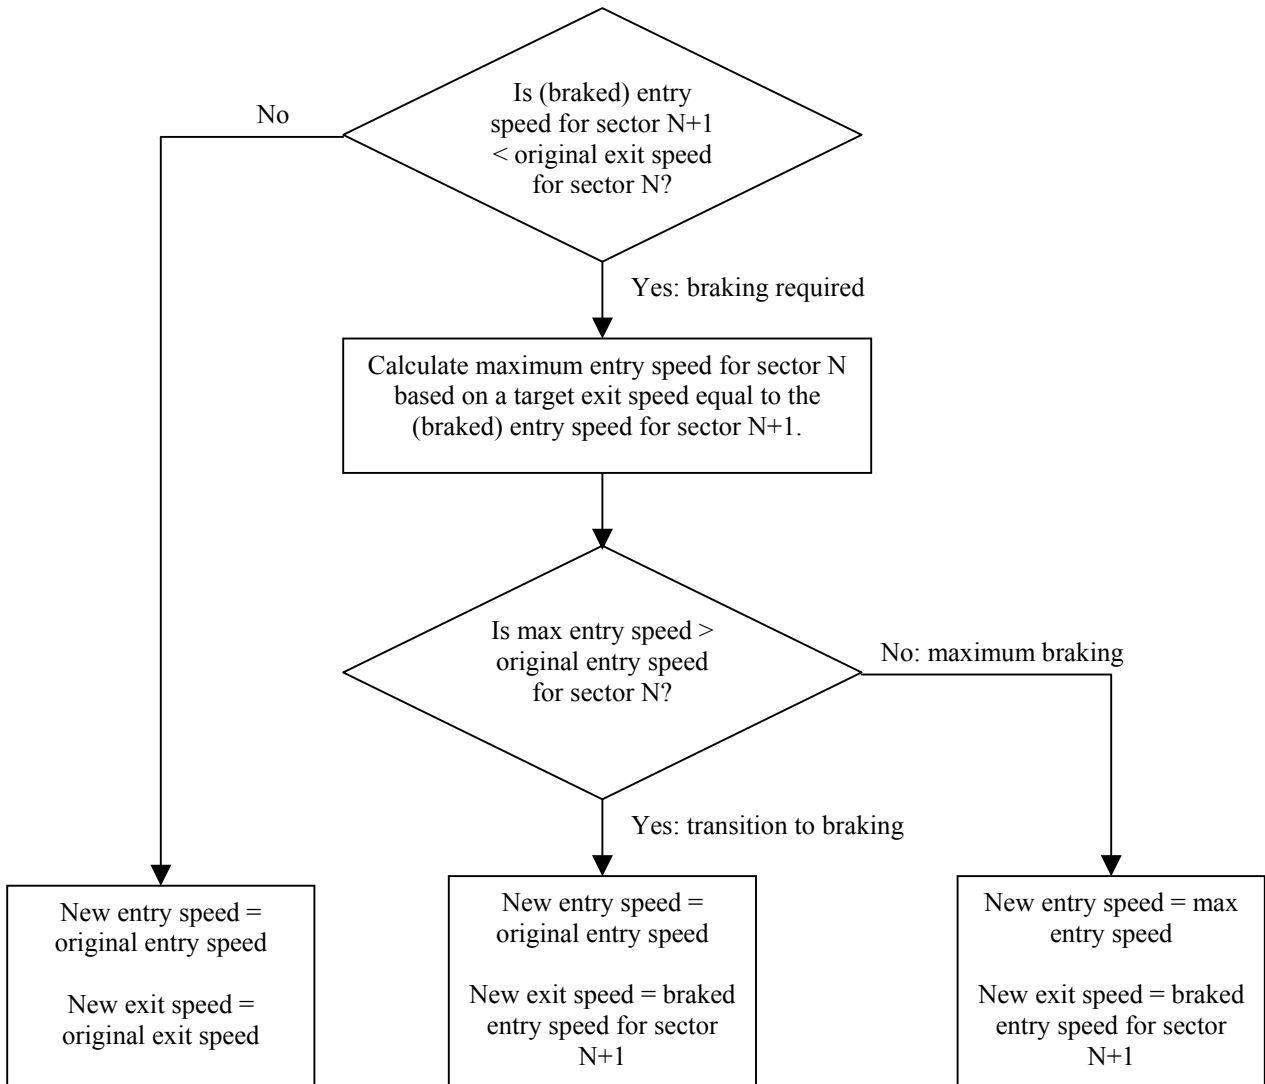 Is (braked) entry
speed for sector N+1
< original exit speed
for sector N?
No
Yes: braking required
Calculate maximum entry speed for sector N
based on a target exit speed equal to the
(braked) entry speed for sector N+1.
Is max entry speed >
original entry speed
for sector N?
No: maximum braking
Yes: transition to braking
New entry speed =
original entry speed
New exit speed =
original exit speed
New entry speed =
original entry speed
New exit speed = braked
entry speed for sector
N+1
New entry speed = max
entry speed
New exit speed = braked
entry speed for sector
N+1